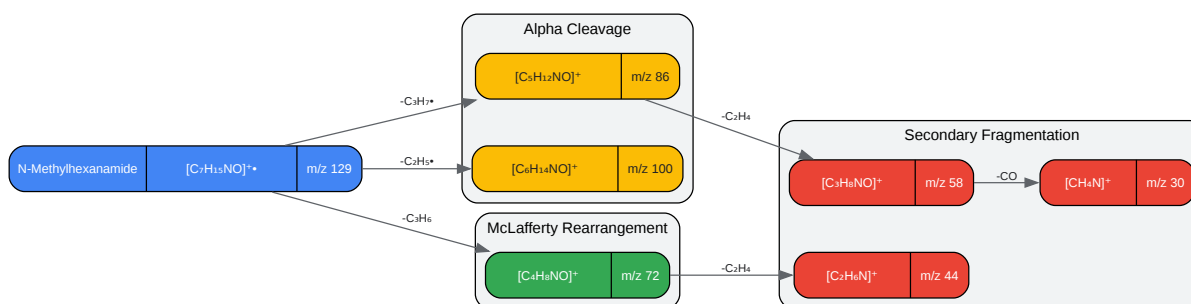 Alpha Cleavage
[C₅H₁₂NO]⁺ m/z 86
-C₃H₇•
-C₂H₄
Secondary Fragmentation
N-Methylhexanamide [C₇H₁₅NO]⁺• m/z 129
-C₂H₅•
[C₆H₁₄NO]⁺ m/z 100
[C₃H₈NO]⁺ m/z 58
-CO
[CH₄N]⁺ m/z 30
-C₃H₆
McLafferty Rearrangement
[C₄H₈NO]⁺ m/z 72
-C₂H₄
[C₂H₆N]⁺ m/z 44